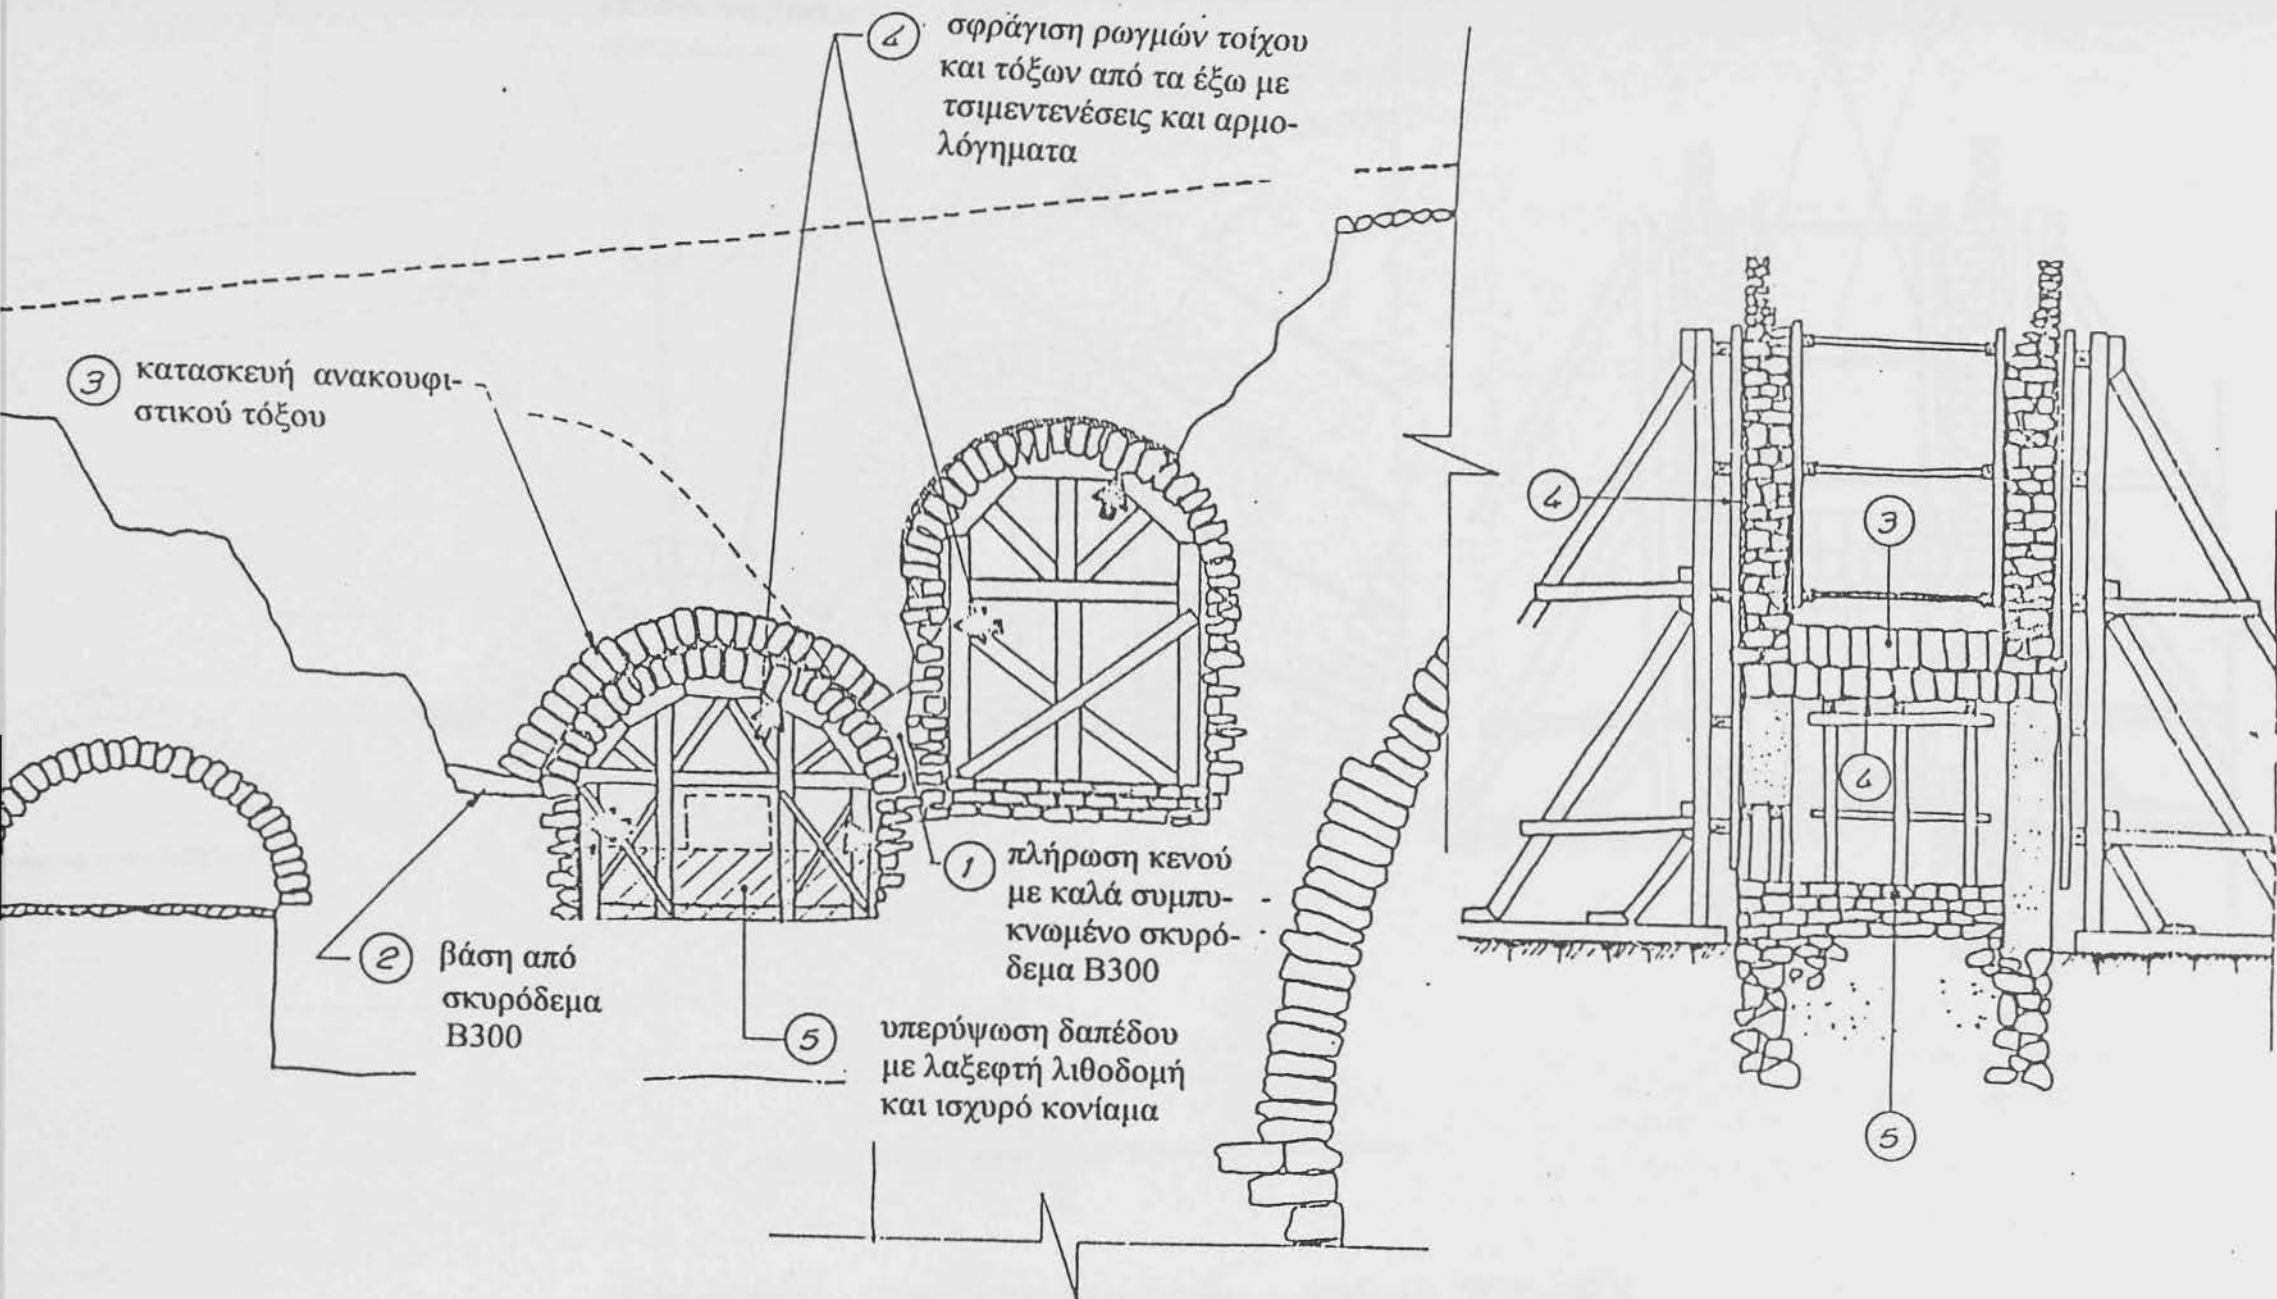 4 σφράγιση ρωγμών τοίχου
και τόξων από τα έξω με
τσιμεντενέσεις και αρμο-
λόγηματα
3 κατασκευή ανακουφι-
στικού τόξου
1 πλήρωση κενού
με καλά συμπυ-
κνωμένο σκυρό-
δεμα Β300
2 βάση από
σκυρόδεμα
Β300
5 υπερύψωση δαπέδου
με λαξεφτή λιθοδομή
και ισχυρό κονίαμα
4
3
4
5